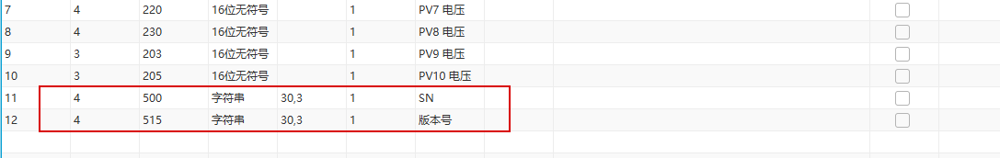 7 4 220 16位无符号 1 PV7 电压
8 4 230 16位无符号 1 PV8 电压
9 3 203 16位无符号 1 PV9 电压
10 3 205 16位无符号 1 PV10 电压
11 4 500 字符串 30,3 1 SN
12 4 515 字符串 30,3 1 版本号